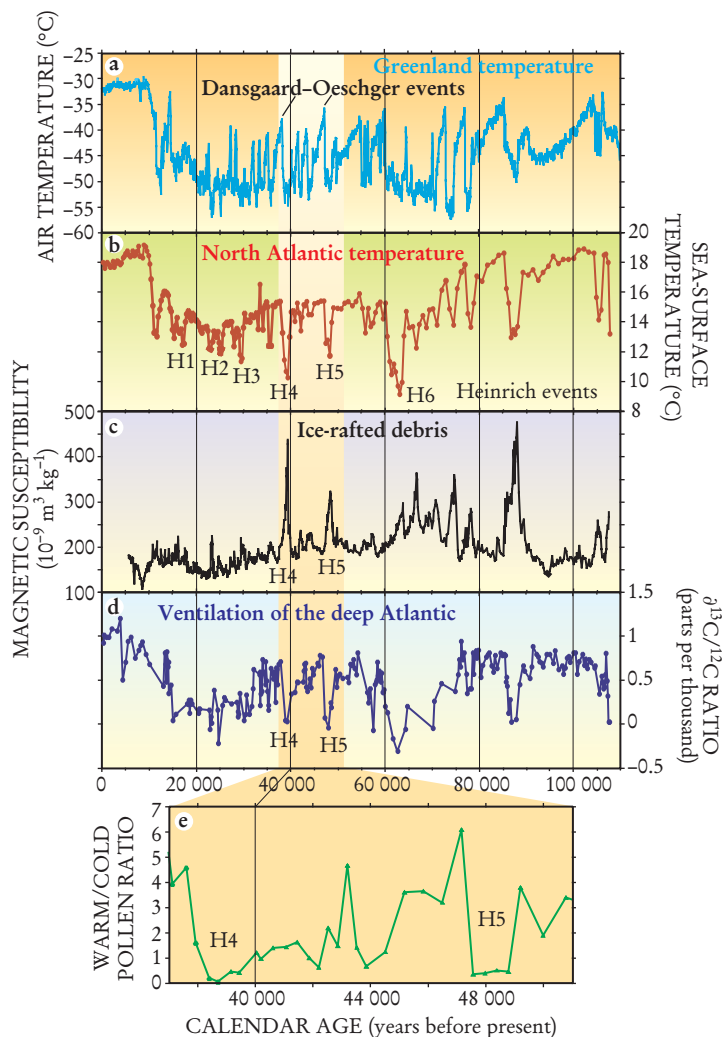 AIR TEMPERATURE (°C)
−25
−30
−35
−40
−45
−50
−55
−60
a
Greenland temperature
Dansgaard–Oeschger events
b
North Atlantic temperature
H1
H2
H3
H4
H5
H6
Heinrich events
20
18
16
14
12
10
8
SEA-SURFACE
TEMPERATURE (°C)
MAGNETIC SUSCEPTIBILITY
(10⁻⁹ m³ kg⁻¹)
500
400
300
200
100
c
Ice-rafted debris
H4
H5
d
Ventilation of the deep Atlantic
H4
H5
1.5
1
0.5
0
−0.5
∂¹³C/¹²C RATIO
(parts per thousand)
0
20 000
40 000
60 000
80 000
100 000
WARM/COLD
POLLEN RATIO
7
6
5
4
3
2
1
0
e
H4
H5
40 000
44 000
48 000
CALENDAR AGE (years before present)